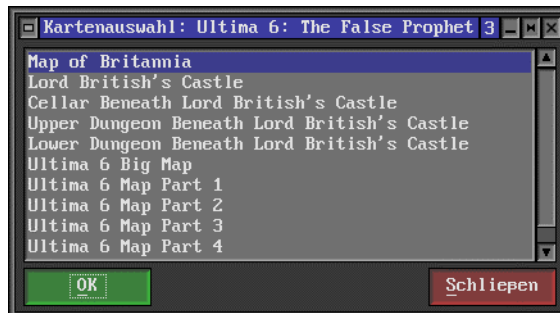 Kartenauswahl: Ultima 6: The False Prophet 3
Map of Britannia
Lord British's Castle
Cellar Beneath Lord British's Castle
Upper Dungeon Beneath Lord British's Castle
Lower Dungeon Beneath Lord British's Castle
Ultima 6 Big Map
Ultima 6 Map Part 1
Ultima 6 Map Part 2
Ultima 6 Map Part 3
Ultima 6 Map Part 4
OK Schließen